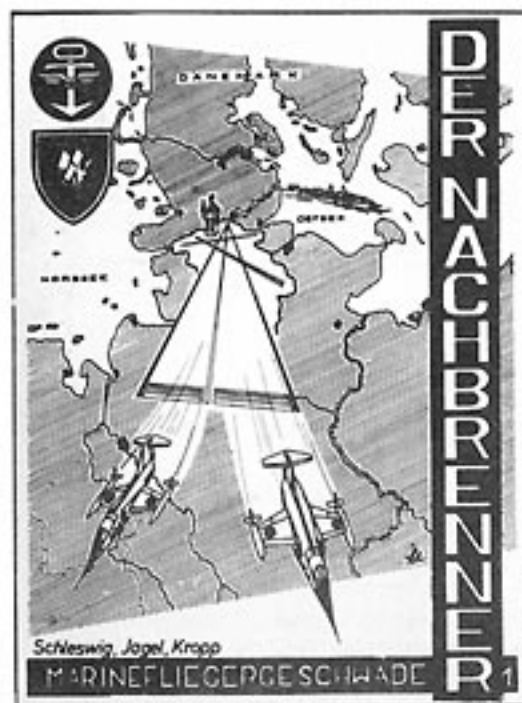 DER NACHBRENNER
DÄNEMARK
OSTSEE
NORDSEE
Schleswig, Jagel, Kropp
MARINEFLIEGERGESCHWADER 1